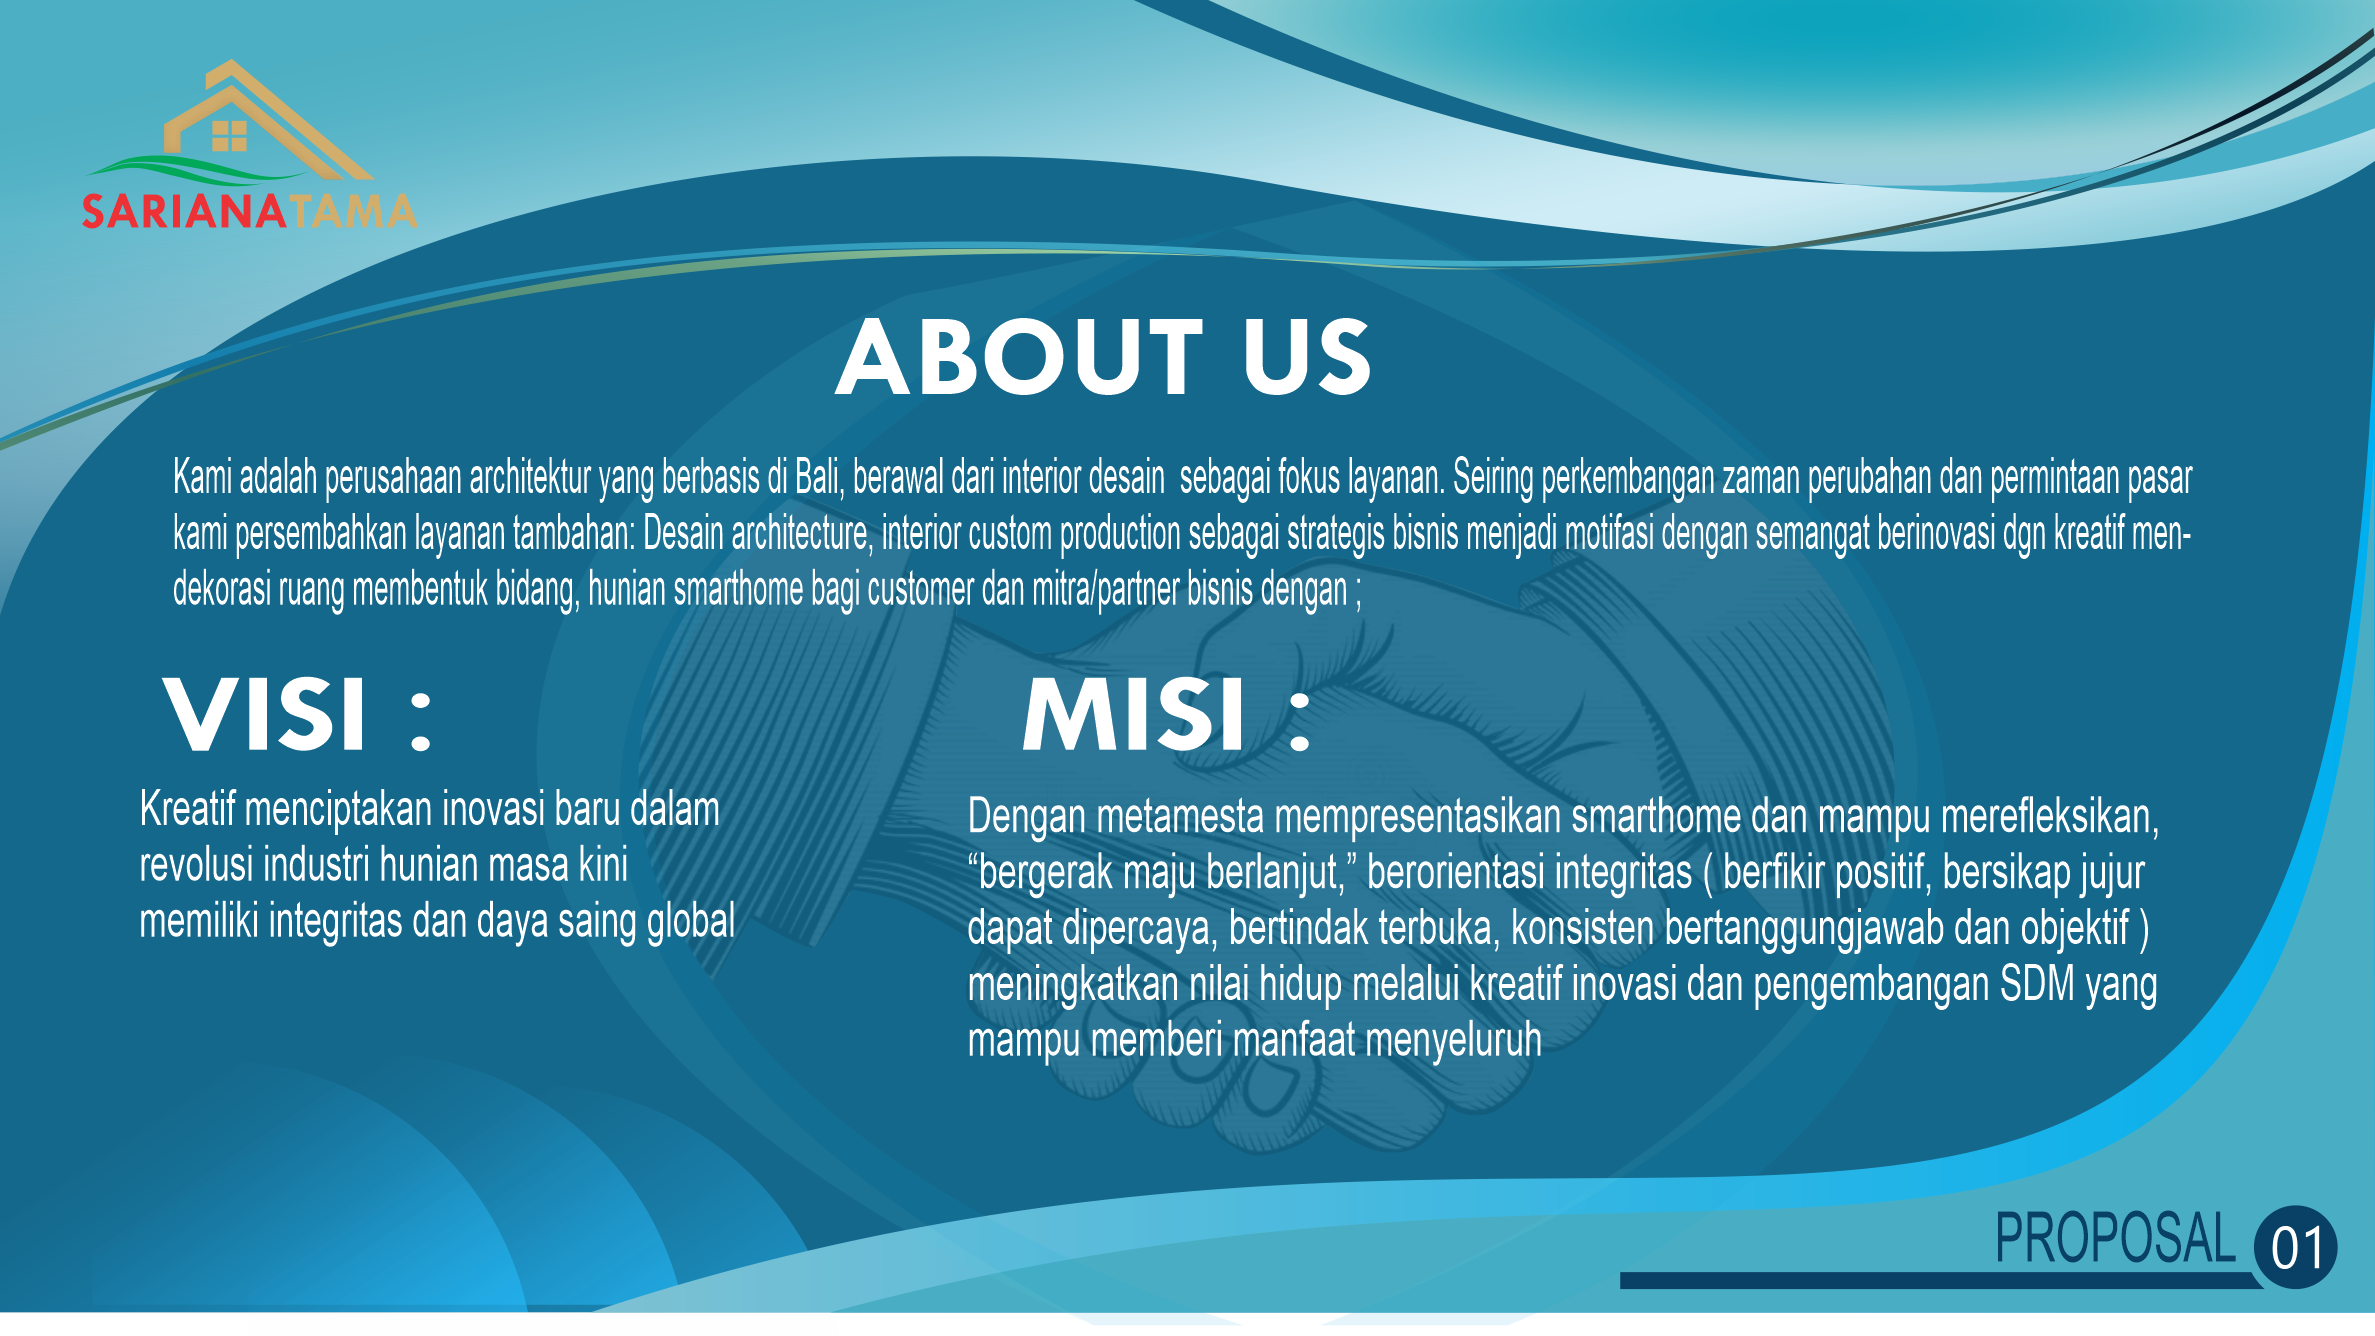 SARIANATAMA
ABOUT US
Kami adalah perusahaan architektur yang berbasis di Bali, berawal dari interior desain  sebagai fokus layanan. Seiring perkembangan zaman perubahan dan permintaan pasar
kami persembahkan layanan tambahan: Desain architecture, interior custom production sebagai strategis bisnis menjadi motifasi dengan semangat berinovasi dgn kreatif men-
dekorasi ruang membentuk bidang, hunian smarthome bagi customer dan mitra/partner bisnis dengan ;
VISI :
Kreatif menciptakan inovasi baru dalam
revolusi industri hunian masa kini
memiliki integritas dan daya saing global
MISI :
Dengan metamesta mempresentasikan smarthome dan mampu merefleksikan,
“bergerak maju berlanjut,” berorientasi integritas ( berfikir positif, bersikap jujur
dapat dipercaya, bertindak terbuka, konsisten bertanggungjawab dan objektif )
meningkatkan nilai hidup melalui kreatif inovasi dan pengembangan SDM yang
mampu memberi manfaat menyeluruh
PROPOSAL 01